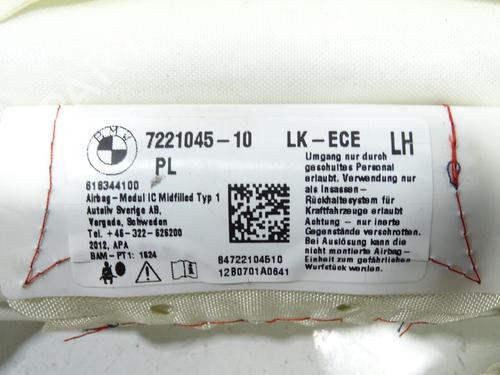 BMW
7221045-10 LK-ECE LH
PL
618344100
Airbag-Modul IC Midfilled Typ 1
Autoliv Sverige AB,
Vargada, Schweden
Tel. +46-322-626200
2012, APA
BAM-PT1: 1624
84722104510
12B0701A0641
Umgang nur durch
geschultes Personal
erlaubt. Verwendung nur
als Insassen-
Rückhaltesystem für
Kraftfahrzeuge erlaubt
Achtung - nur inerte
Gegenstände verschrotten.
Bei Auslösung kann die
nicht montierte Airbag-
Einheit zum gefährlichen
Wurfstück werden.